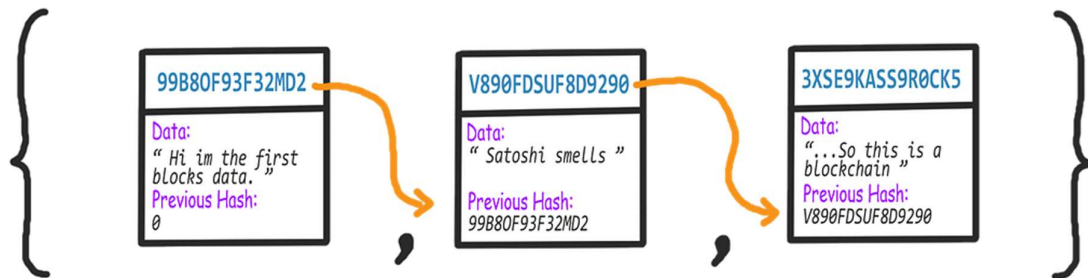 99B8OF93F32MD2
Data:
“ Hi im the first
blocks data. ”
Previous Hash:
0
,
V890FDSUF8D9290
Data:
“ Satoshi smells ”
Previous Hash:
99B8OF93F32MD2
,
3XSE9KASS9R0CK5
Data:
“...So this is a
blockchain ”
Previous Hash:
V890FDSUF8D9290